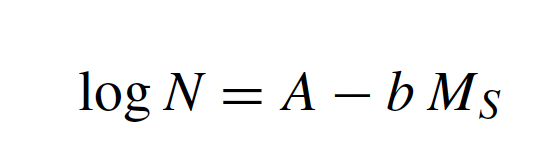 log N = A − b M_S